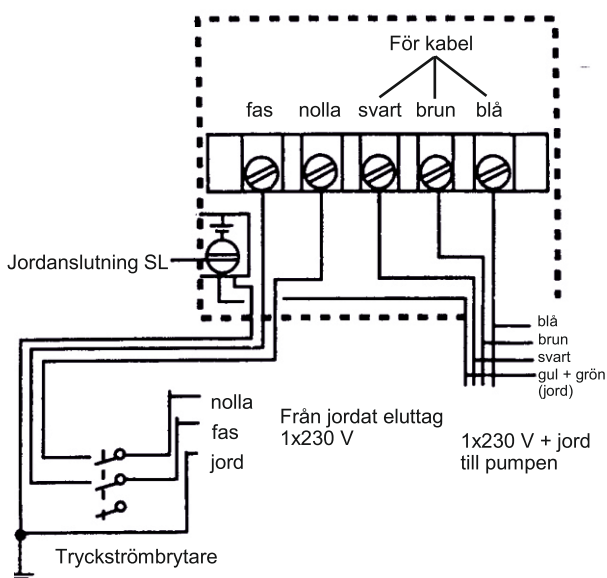 För kabel
fas nolla svart brun blå
Jordanslutning SL
blå
brun
svart
gul + grön
(jord)
nolla
fas
jord
Från jordat eluttag
1x230 V
1x230 V + jord
till pumpen
Tryckströmbrytare